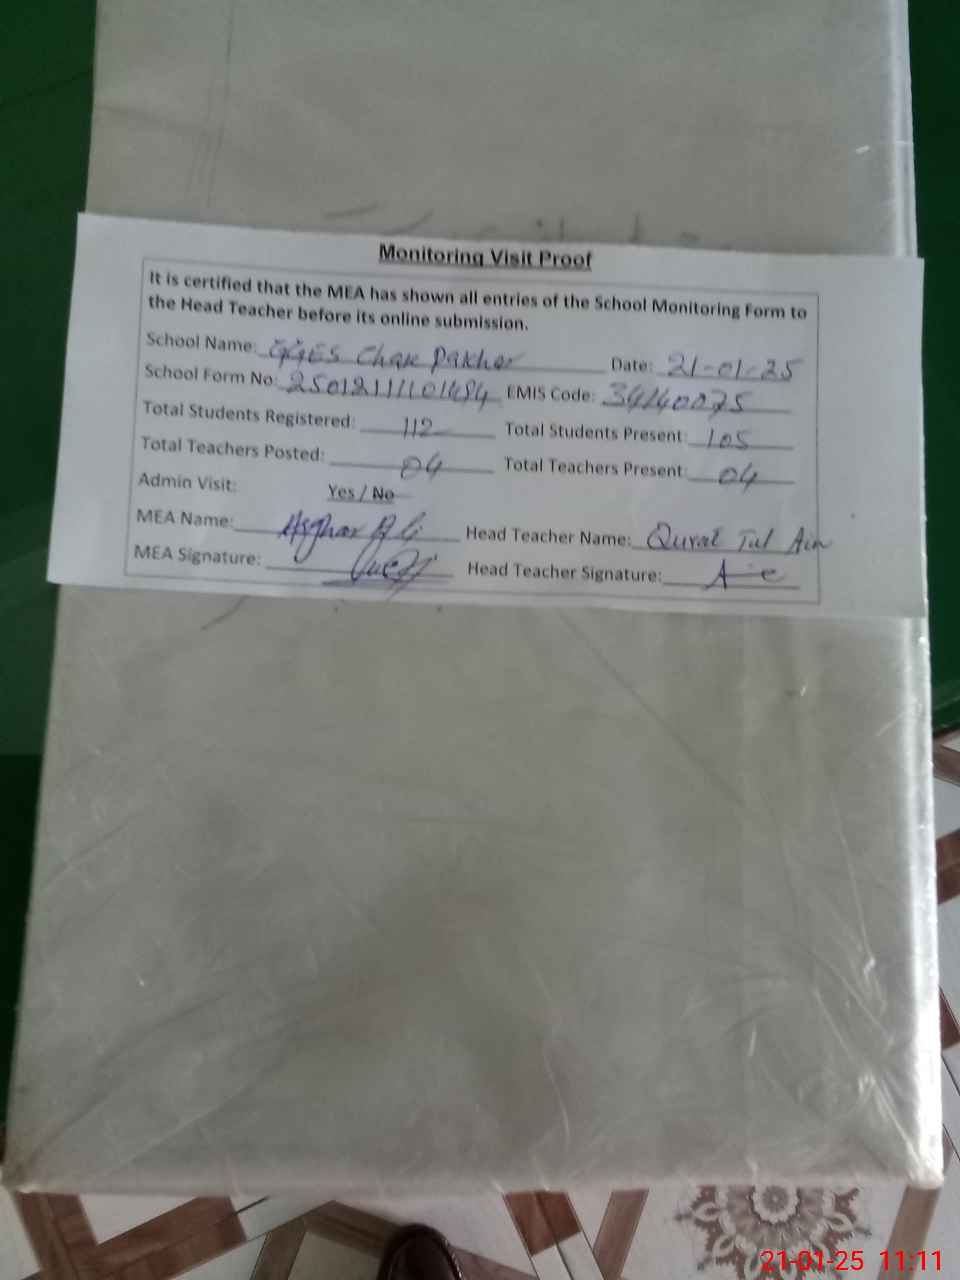 Monitoring Visit Proof
It is certified that the MEA has shown all entries of the School Monitoring Form to
the Head Teacher before its online submission.
School Name: GGES Chak Pakhar Date: 21-01-25
School Form No: EMIS Code: 34140075
Total Students Registered: 112 Total Students Present: 105
Total Teachers Posted: 04 Total Teachers Present: 04
Admin Visit: Yes / No
MEA Name: Asghar Ali Head Teacher Name: Qurat Tul Ain
MEA Signature: Head Teacher Signature:
21-01-25 11:11